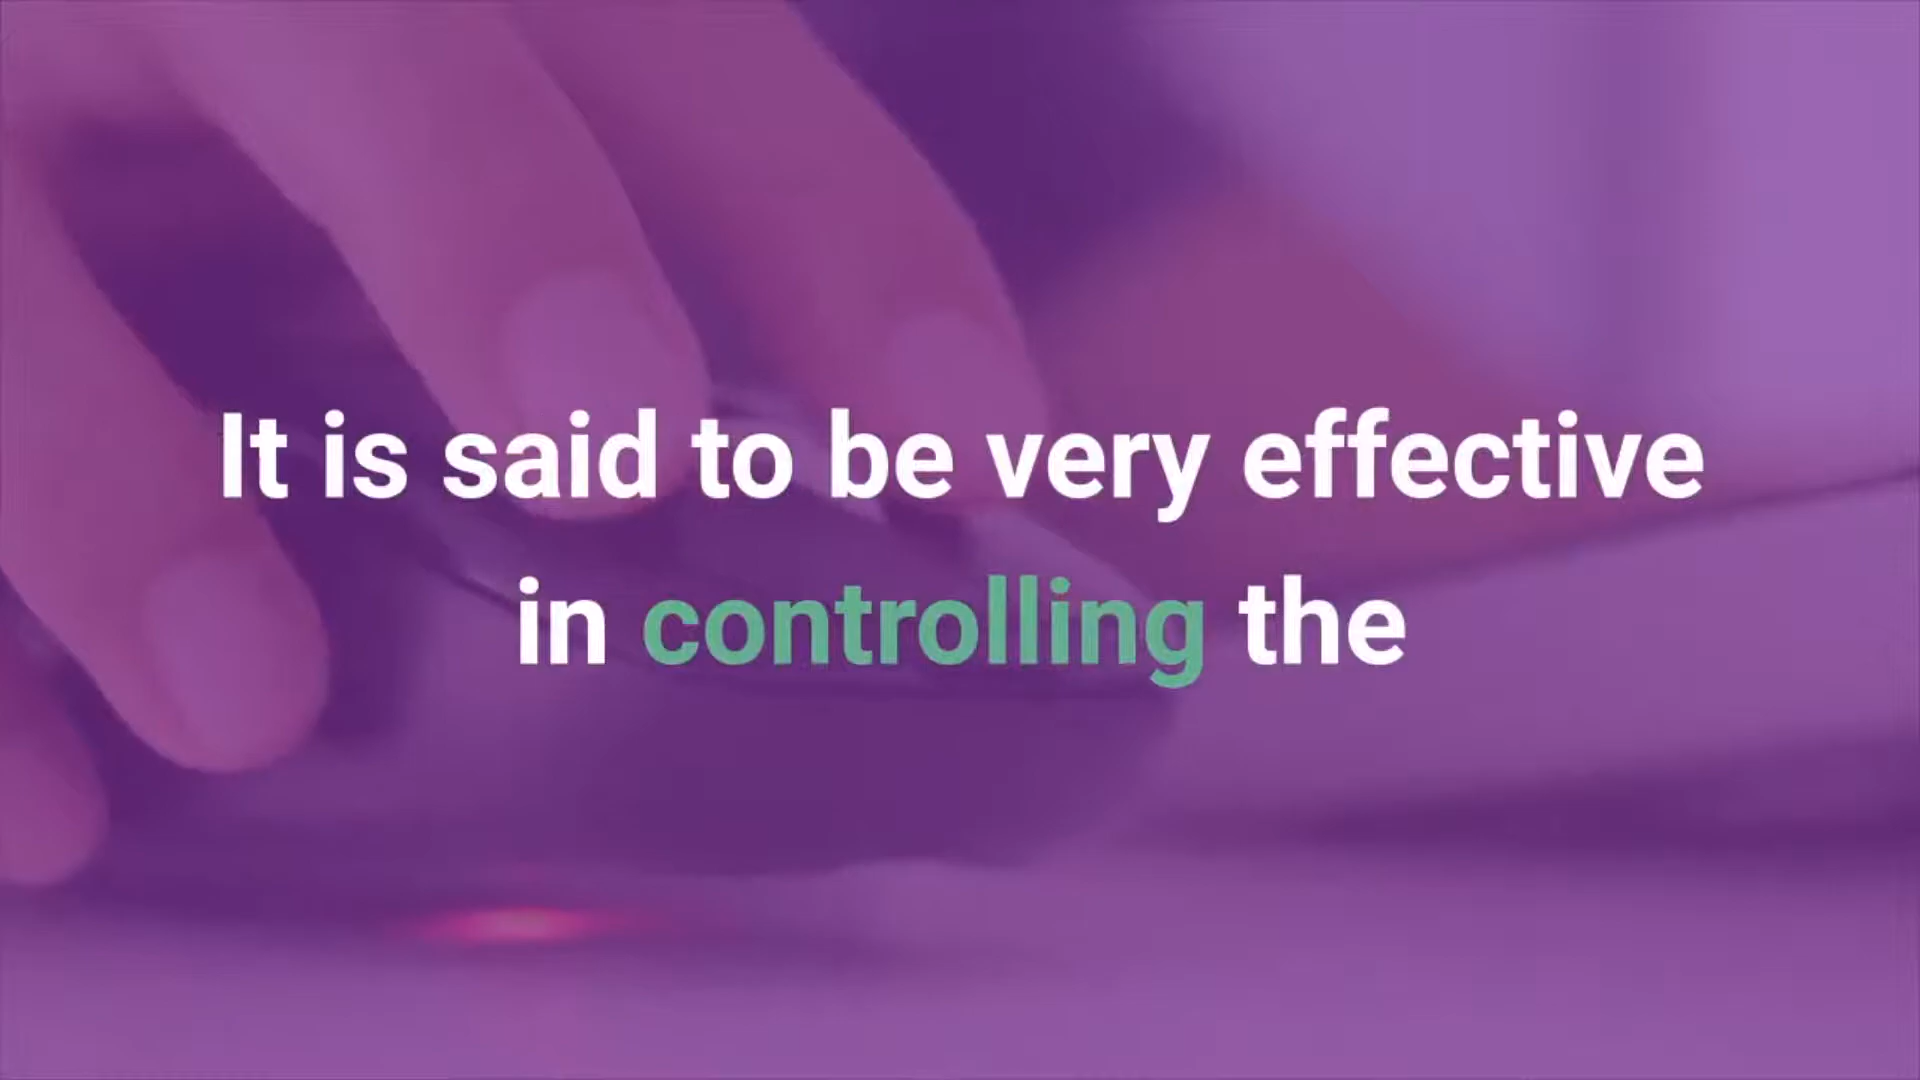 It is said to be very effective
in controlling the